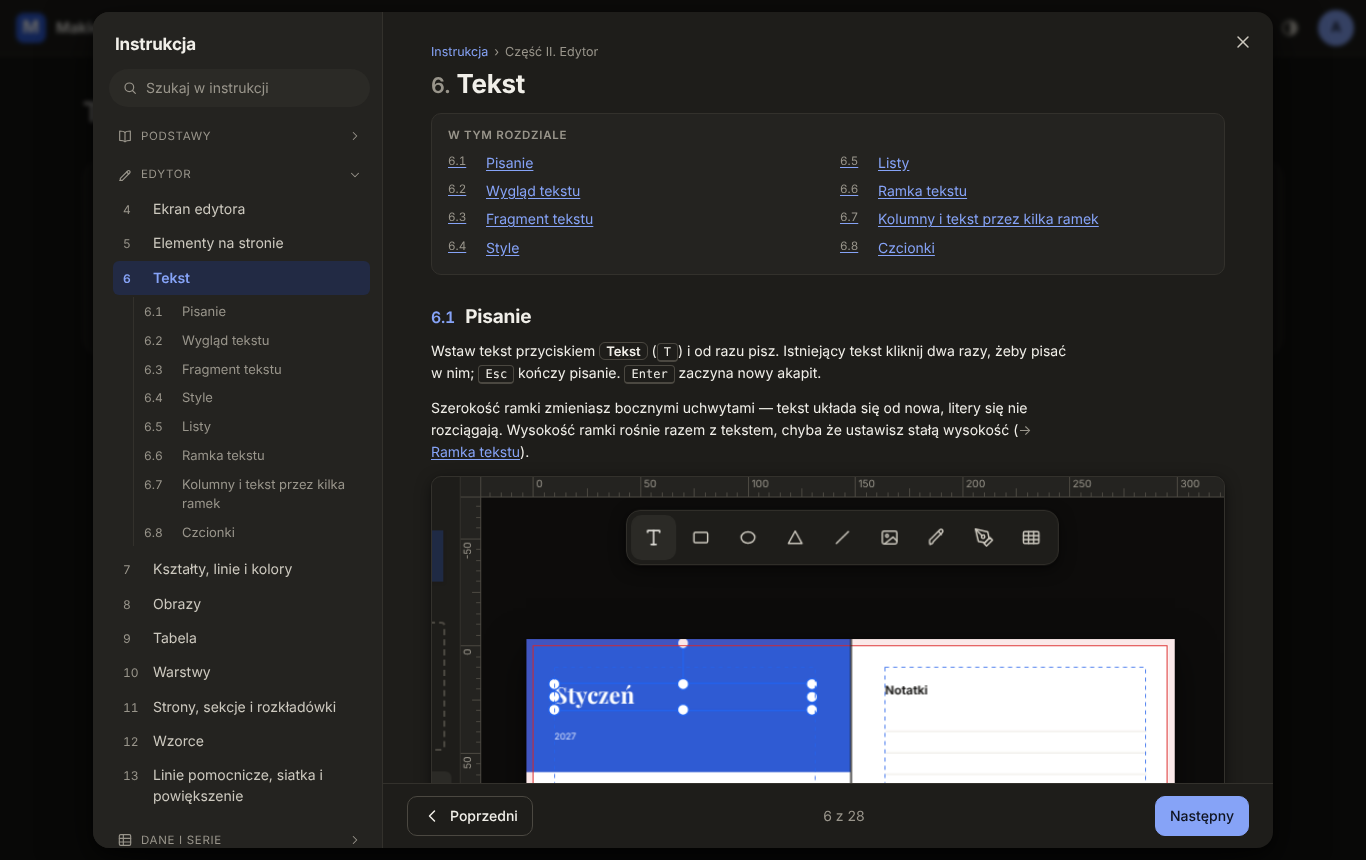 M
Instrukcja
Szukaj w instrukcji
PODSTAWY
EDYTOR
4 Ekran edytora
5 Elementy na stronie
6 Tekst
6.1 Pisanie
6.2 Wygląd tekstu
6.3 Fragment tekstu
6.4 Style
6.5 Listy
6.6 Ramka tekstu
6.7 Kolumny i tekst przez kilka
ramek
6.8 Czcionki
7 Kształty, linie i kolory
8 Obrazy
9 Tabela
10 Warstwy
11 Strony, sekcje i rozkładówki
12 Wzorce
13 Linie pomocnicze, siatka i
powiększenie
DANE I SERIE
Instrukcja › Część II. Edytor
6. Tekst
W TYM ROZDZIALE
6.1 Pisanie
6.2 Wygląd tekstu
6.3 Fragment tekstu
6.4 Style
6.5 Listy
6.6 Ramka tekstu
6.7 Kolumny i tekst przez kilka ramek
6.8 Czcionki
6.1 Pisanie
Wstaw tekst przyciskiem Tekst (T) i od razu pisz. Istniejący tekst kliknij dwa razy, żeby pisać
w nim; Esc kończy pisanie. Enter zaczyna nowy akapit.
Szerokość ramki zmieniasz bocznymi uchwytami — tekst układa się od nowa, litery się nie
rozciągają. Wysokość ramki rośnie razem z tekstem, chyba że ustawisz stałą wysokość (→
Ramka tekstu).
0 50 100 150 200 250 300
-50
0
50
Styczeń
2027
Notatki
Poprzedni
6 z 28
Następny